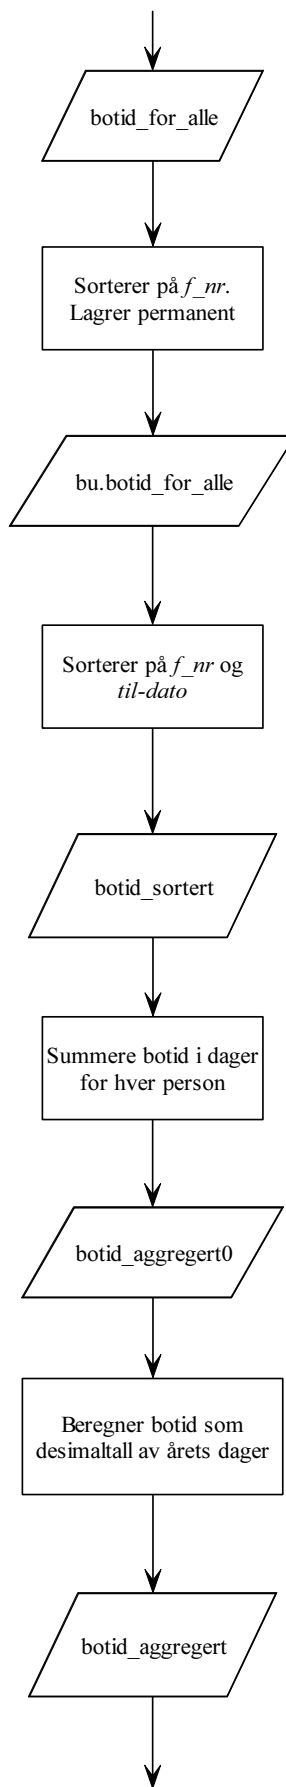 botid_for_alle
Sorterer på f_nr.
Lagrer permanent
bu.botid_for_alle
Sorterer på f_nr og
til-dato
botid_sortert
Summere botid i dager
for hver person
botid_aggregert0
Beregner botid som
desimaltall av årets dager
botid_aggregert